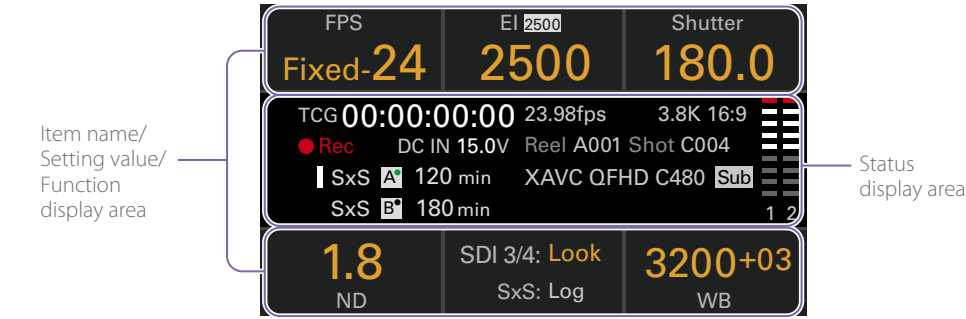 FPS EI 2500 Shutter
Fixed-24 2500 180.0
TCG 00:00:00:00 23.98fps 3.8K 16:9
Rec DC IN 15.0V Reel A001 Shot C004
SxS A 120 min XAVC QFHD C480 Sub
SxS B 180 min
1 2
1.8 SDI 3/4: Look 3200+03
ND SxS: Log WB
Item name/
Setting value/
Function
display area
Status
display area